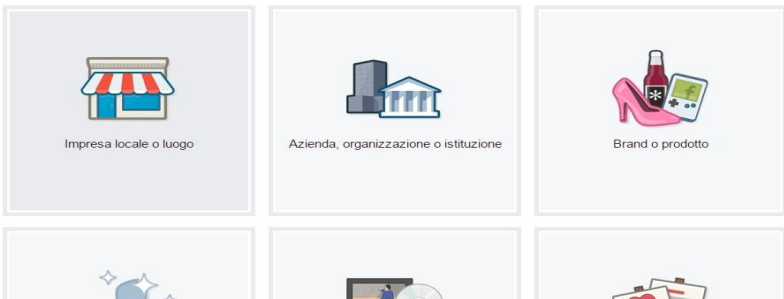 Impresa locale o luogo
Azienda, organizzazione o istituzione
Brand o prodotto